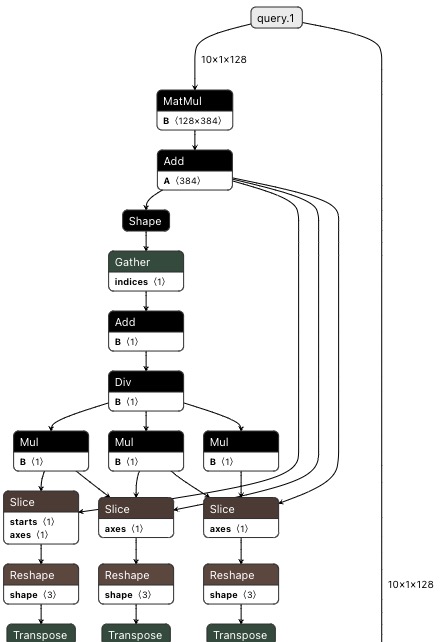 query.1
10×1×128
MatMul
B ⟨128×384⟩
Add
A ⟨384⟩
Shape
Gather
indices ⟨1⟩
Add
B ⟨1⟩
Div
B ⟨1⟩
Mul
B ⟨1⟩
Mul
B ⟨1⟩
Mul
B ⟨1⟩
Slice
starts ⟨1⟩
axes ⟨1⟩
Slice
axes ⟨1⟩
Slice
axes ⟨1⟩
Reshape
shape ⟨3⟩
Reshape
shape ⟨3⟩
Reshape
shape ⟨3⟩
10×1×128
Transpose
Transpose
Transpose